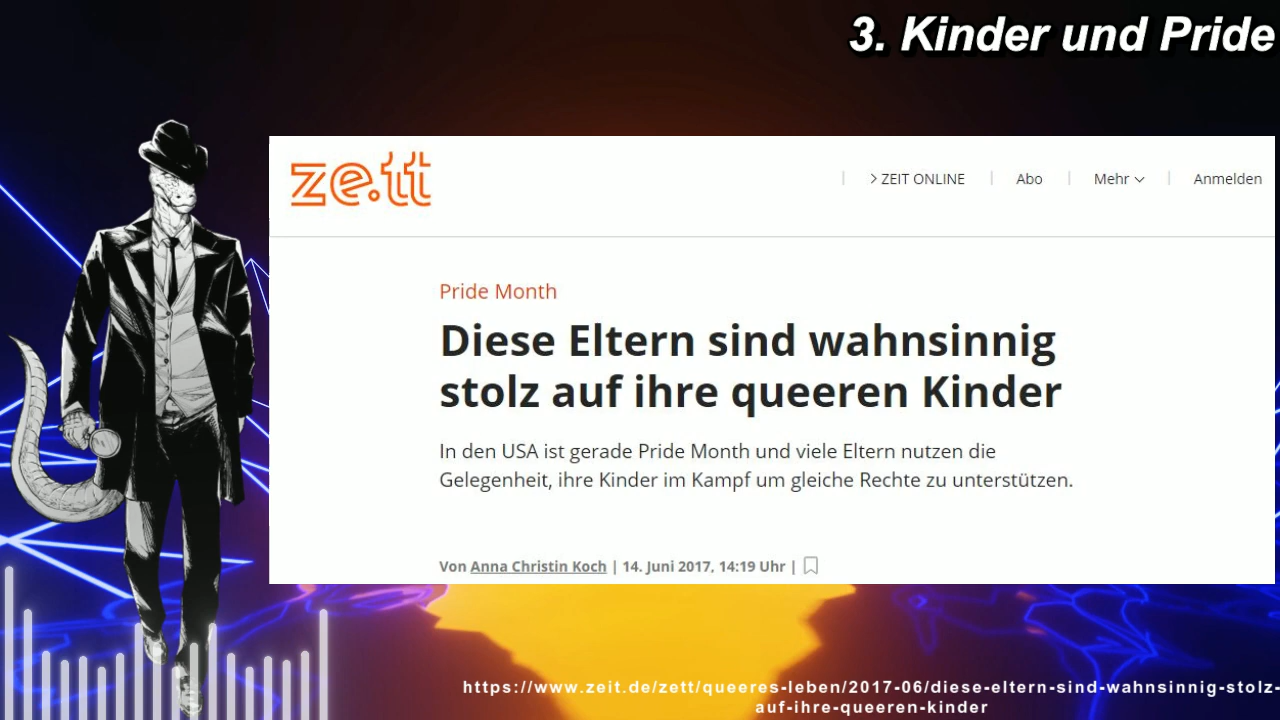 3. Kinder und Pride
ze.tt
> ZEIT ONLINE | Abo | Mehr | Anmelden
Pride Month
Diese Eltern sind wahnsinnig
stolz auf ihre queeren Kinder
In den USA ist gerade Pride Month und viele Eltern nutzen die
Gelegenheit, ihre Kinder im Kampf um gleiche Rechte zu unterstützen.
Von Anna Christin Koch | 14. Juni 2017, 14:19 Uhr |
https://www.zeit.de/zett/queeres-leben/2017-06/diese-eltern-sind-wahnsinnig-stolz-
auf-ihre-queeren-kinder